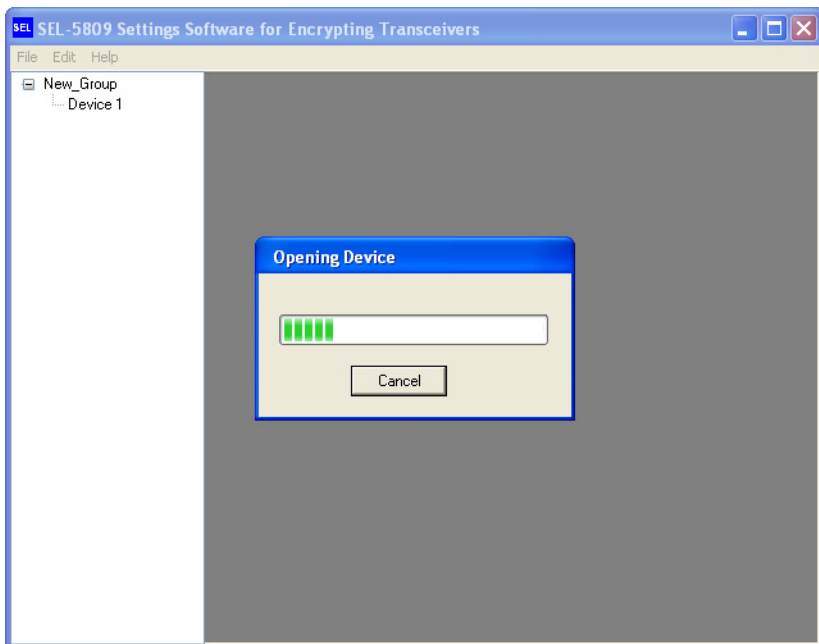 SEL SEL-5809 Settings Software for Encrypting Transceivers
File Edit Help
New_Group
Device 1
Opening Device
Cancel